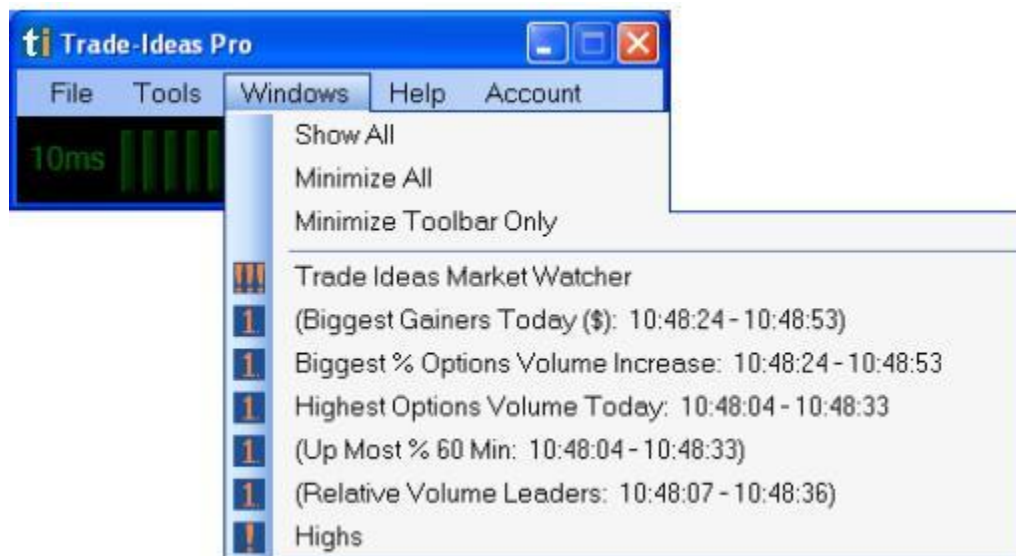 ti Trade-Ideas Pro
File Tools Windows Help Account
10ms
Show All
Minimize All
Minimize Toolbar Only
!!! Trade Ideas Market Watcher
1. (Biggest Gainers Today ($): 10:48:24 - 10:48:53)
1. Biggest % Options Volume Increase: 10:48:24 - 10:48:53
1. Highest Options Volume Today: 10:48:04 - 10:48:33
1. (Up Most % 60 Min: 10:48:04 - 10:48:33)
1. (Relative Volume Leaders: 10:48:07 - 10:48:36)
! Highs